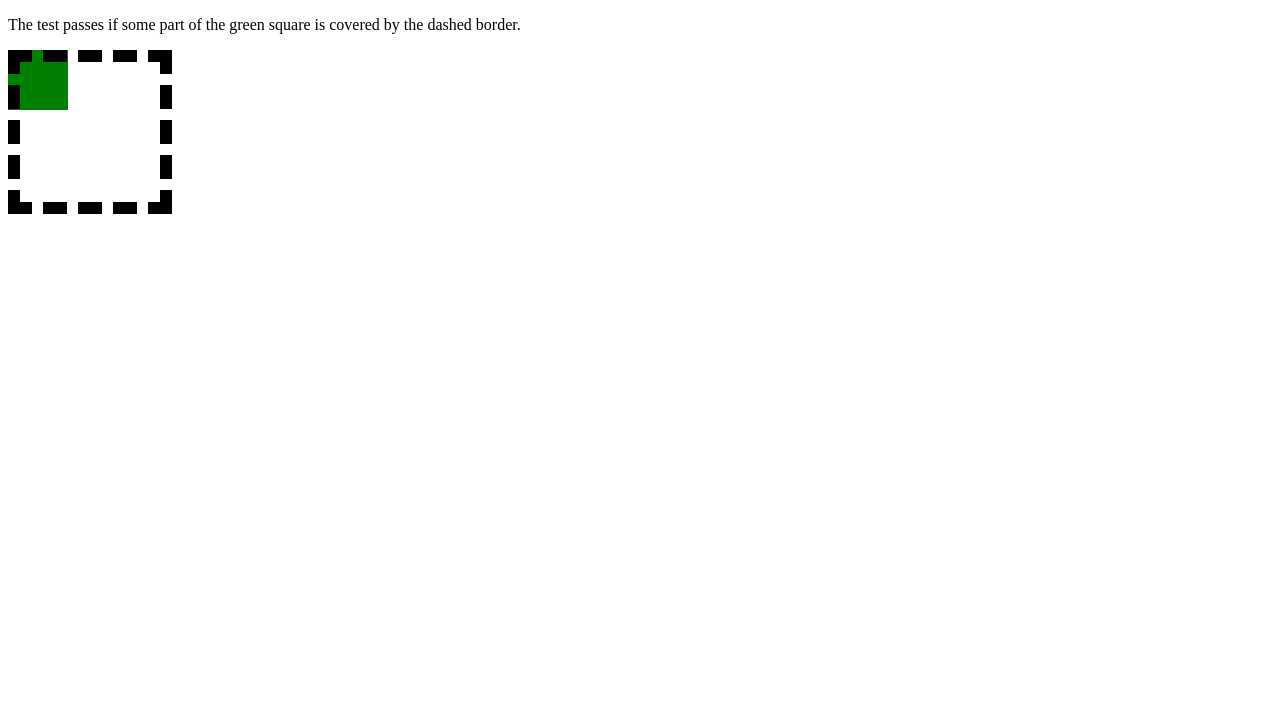 The test passes if some part of the green square is covered by the dashed border.